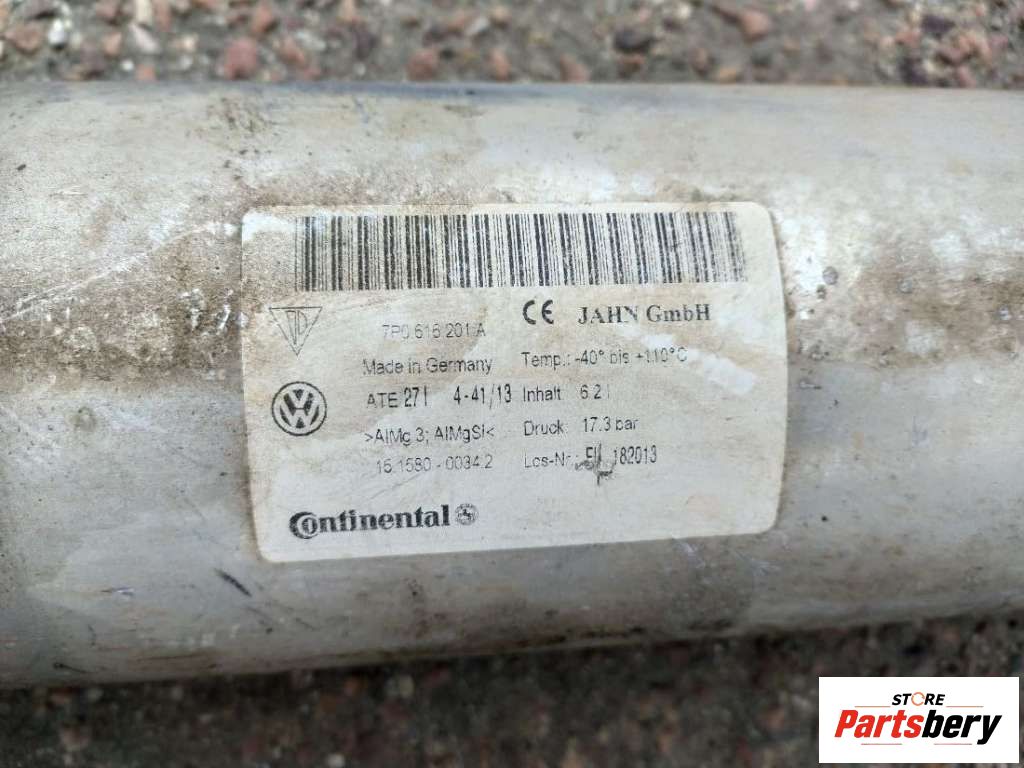 7P0 616 201 A
CE JAHN GmbH
Made in Germany Temp.: -40° bis +110°C
ATE 27 I 4-41/13 Inhalt 6.2 l
>AlMg 3; AlMgSi< Druck: 17.3 bar
15.1580 - 0034.2 Los-Nr.: 182013
Continental
STORE
Partsbery